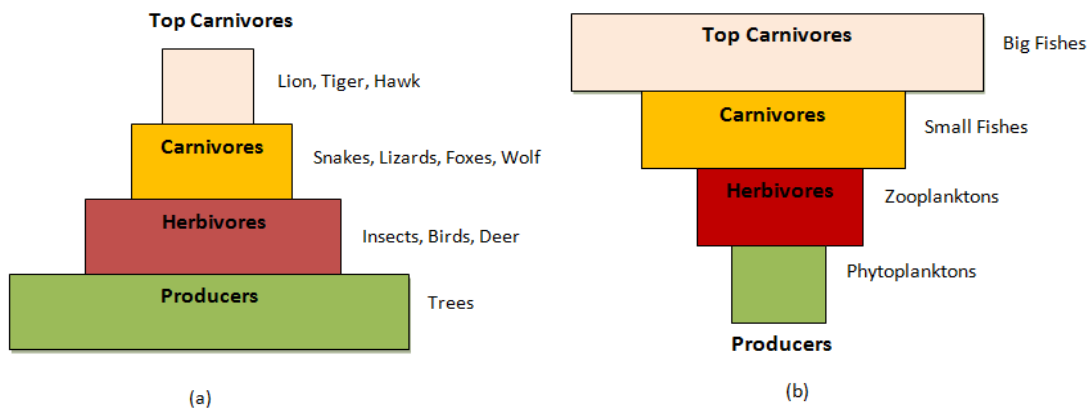 Top Carnivores
Lion, Tiger, Hawk
Carnivores
Snakes, Lizards, Foxes, Wolf
Herbivores
Insects, Birds, Deer
Producers
Trees
(a)
Top Carnivores
Big Fishes
Carnivores
Small Fishes
Herbivores
Zooplanktons
Phytoplanktons
Producers
(b)